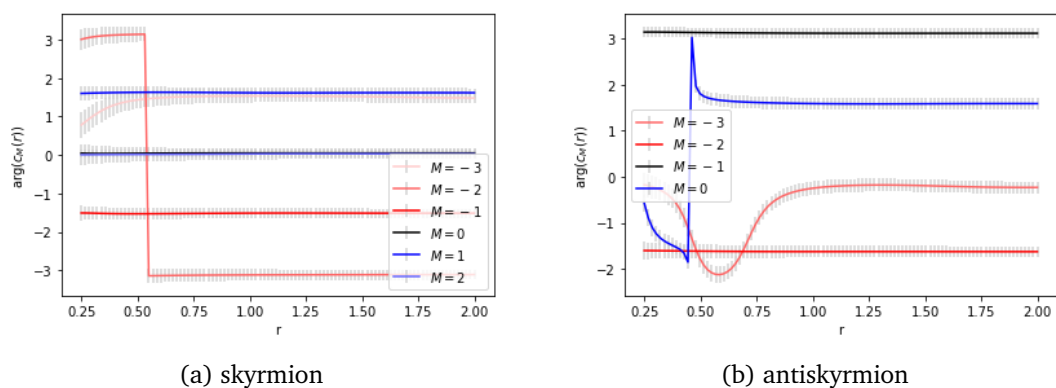 3
2
1
0
−1
−2
−3
arg(c_M(r))
M = −3
M = −2
M = −1
M = 0
M = 1
M = 2
0.25 0.50 0.75 1.00 1.25 1.50 1.75 2.00
r
(a) skyrmion
3
2
1
0
−1
−2
arg(c_M(r))
M = −3
M = −2
M = −1
M = 0
0.25 0.50 0.75 1.00 1.25 1.50 1.75 2.00
r
(b) antiskyrmion